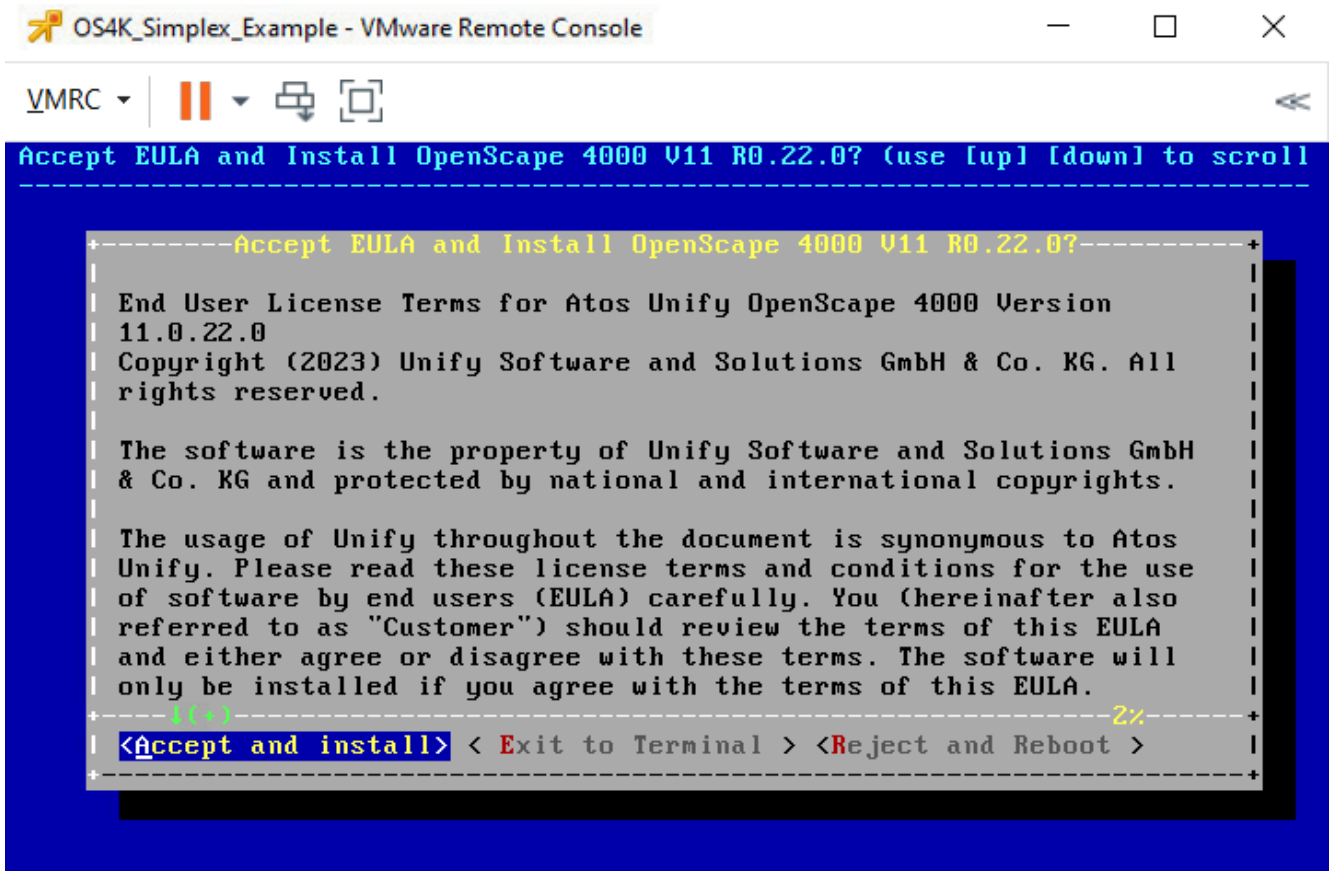 OS4K_Simplex_Example - VMware Remote Console
VMRC
Accept EULA and Install OpenScape 4000 V11 R0.22.0? (use [up] [down] to scroll
Accept EULA and Install OpenScape 4000 V11 R0.22.0?
End User License Terms for Atos Unify OpenScape 4000 Version
11.0.22.0
Copyright (2023) Unify Software and Solutions GmbH & Co. KG. All
rights reserved.
The software is the property of Unify Software and Solutions GmbH
& Co. KG and protected by national and international copyrights.
The usage of Unify throughout the document is synonymous to Atos
Unify. Please read these license terms and conditions for the use
of software by end users (EULA) carefully. You (hereinafter also
referred to as "Customer") should review the terms of this EULA
and either agree or disagree with these terms. The software will
only be installed if you agree with the terms of this EULA.
↓(+) 2%
<Accept and install> < Exit to Terminal > <Reject and Reboot >